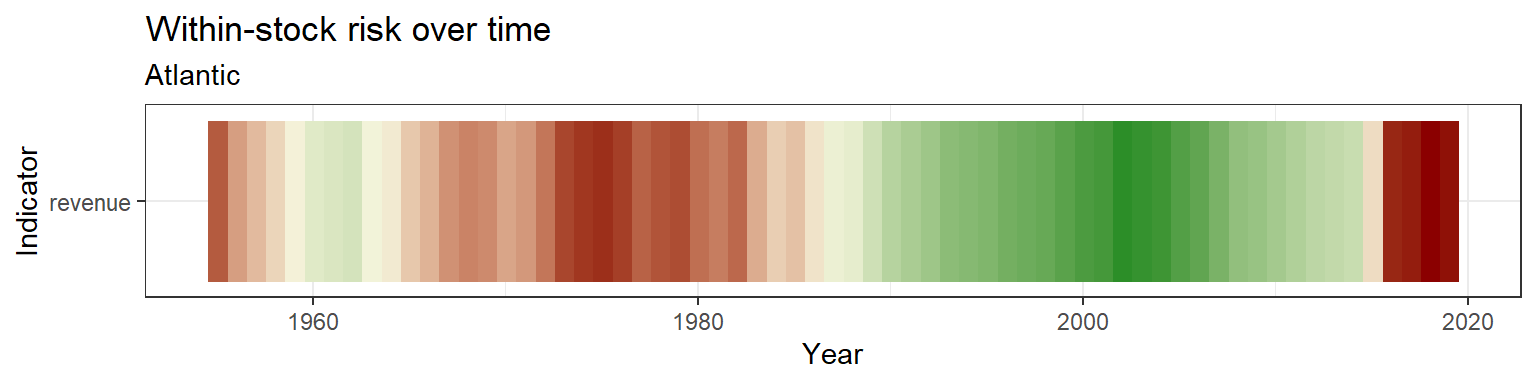 Within-stock risk over time
Atlantic
Indicator
revenue
1960 1980 2000 2020
Year